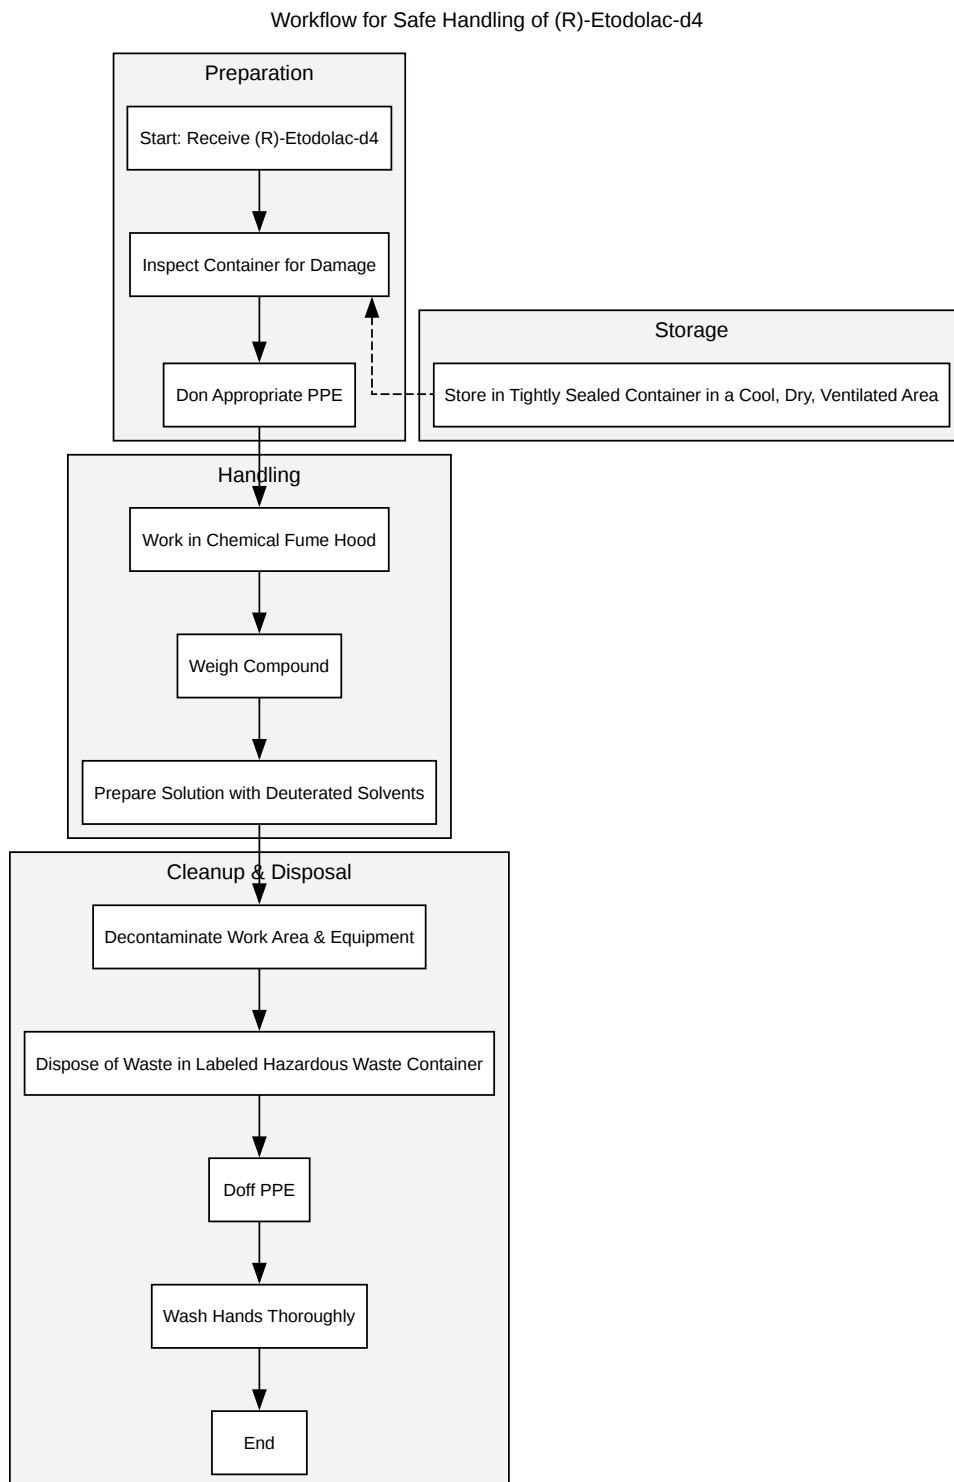 Workflow for Safe Handling of (R)-Etodolac-d4
Preparation
Start: Receive (R)-Etodolac-d4
Inspect Container for Damage
Don Appropriate PPE
Storage
Store in Tightly Sealed Container in a Cool, Dry, Ventilated Area
Handling
Work in Chemical Fume Hood
Weigh Compound
Prepare Solution with Deuterated Solvents
Cleanup & Disposal
Decontaminate Work Area & Equipment
Dispose of Waste in Labeled Hazardous Waste Container
Doff PPE
Wash Hands Thoroughly
End